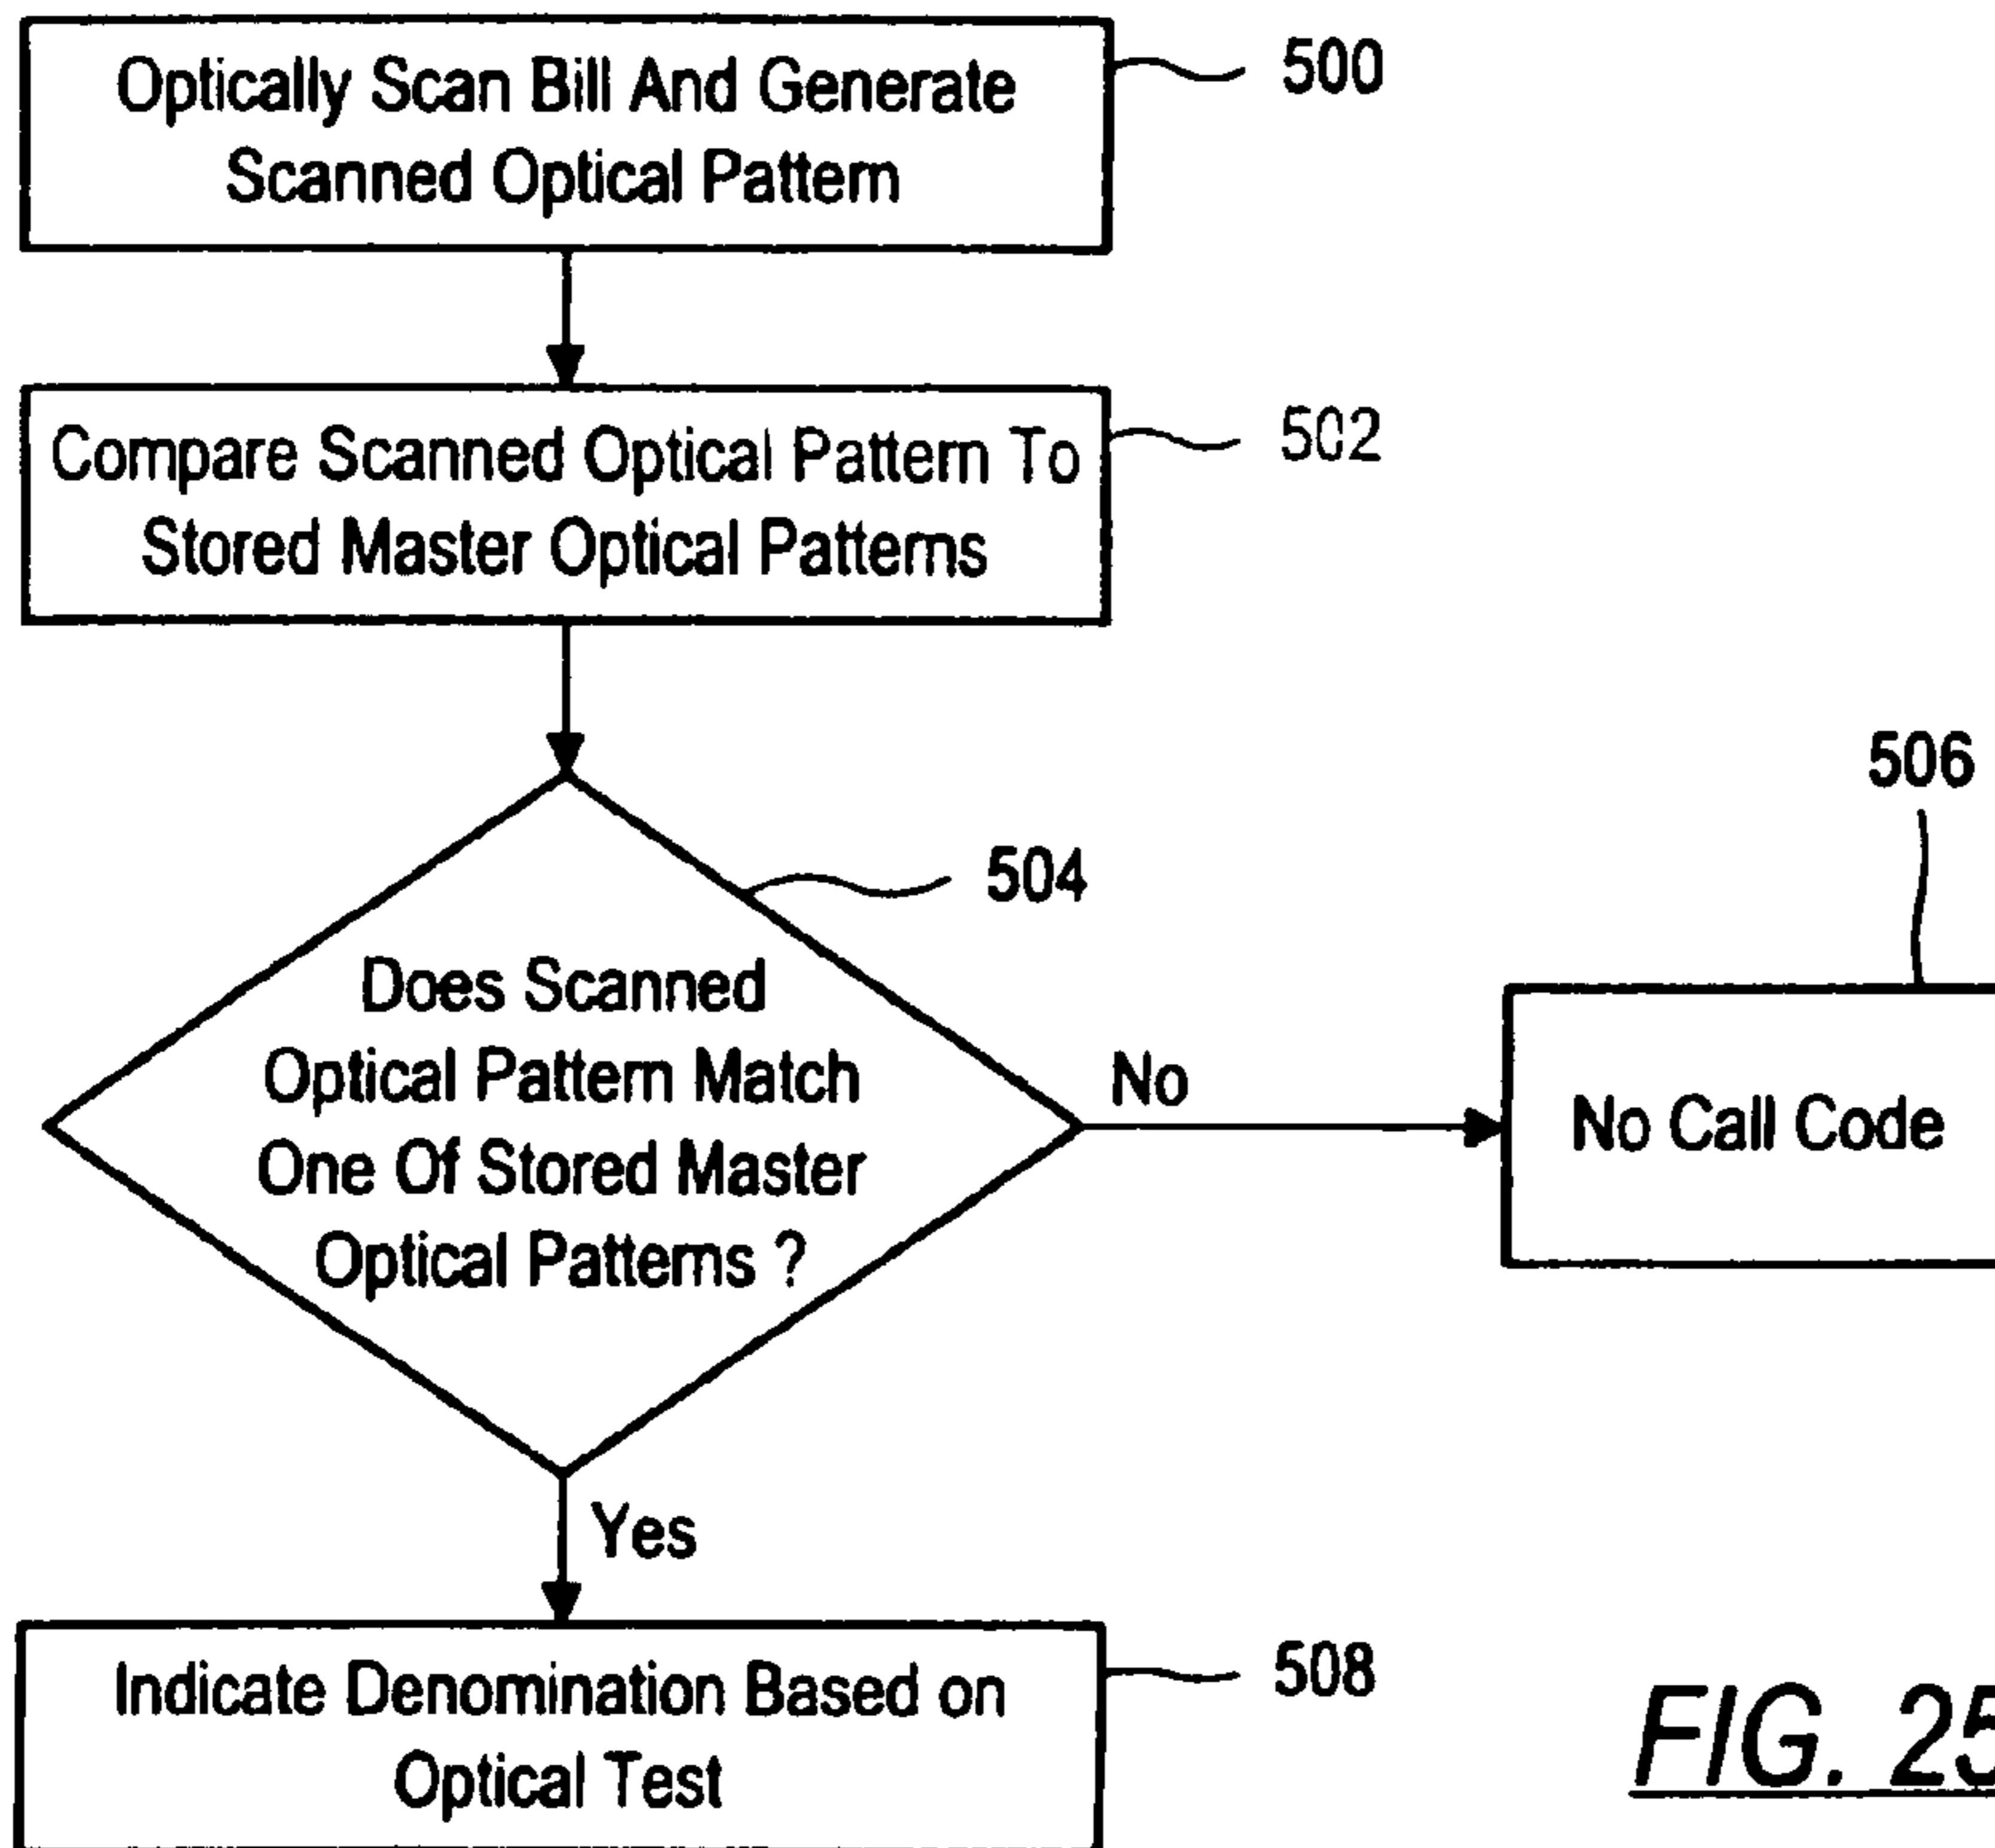 Optically Scan Bill And Generate
Scanned Optical Pattern
500
Compare Scanned Optical Pattern To
Stored Master Optical Patterns
502
504
Does Scanned
Optical Pattern Match
One Of Stored Master
Optical Patterns ?
No
506
No Call Code
Yes
Indicate Denomination Based on
Optical Test
508
FIG. 25